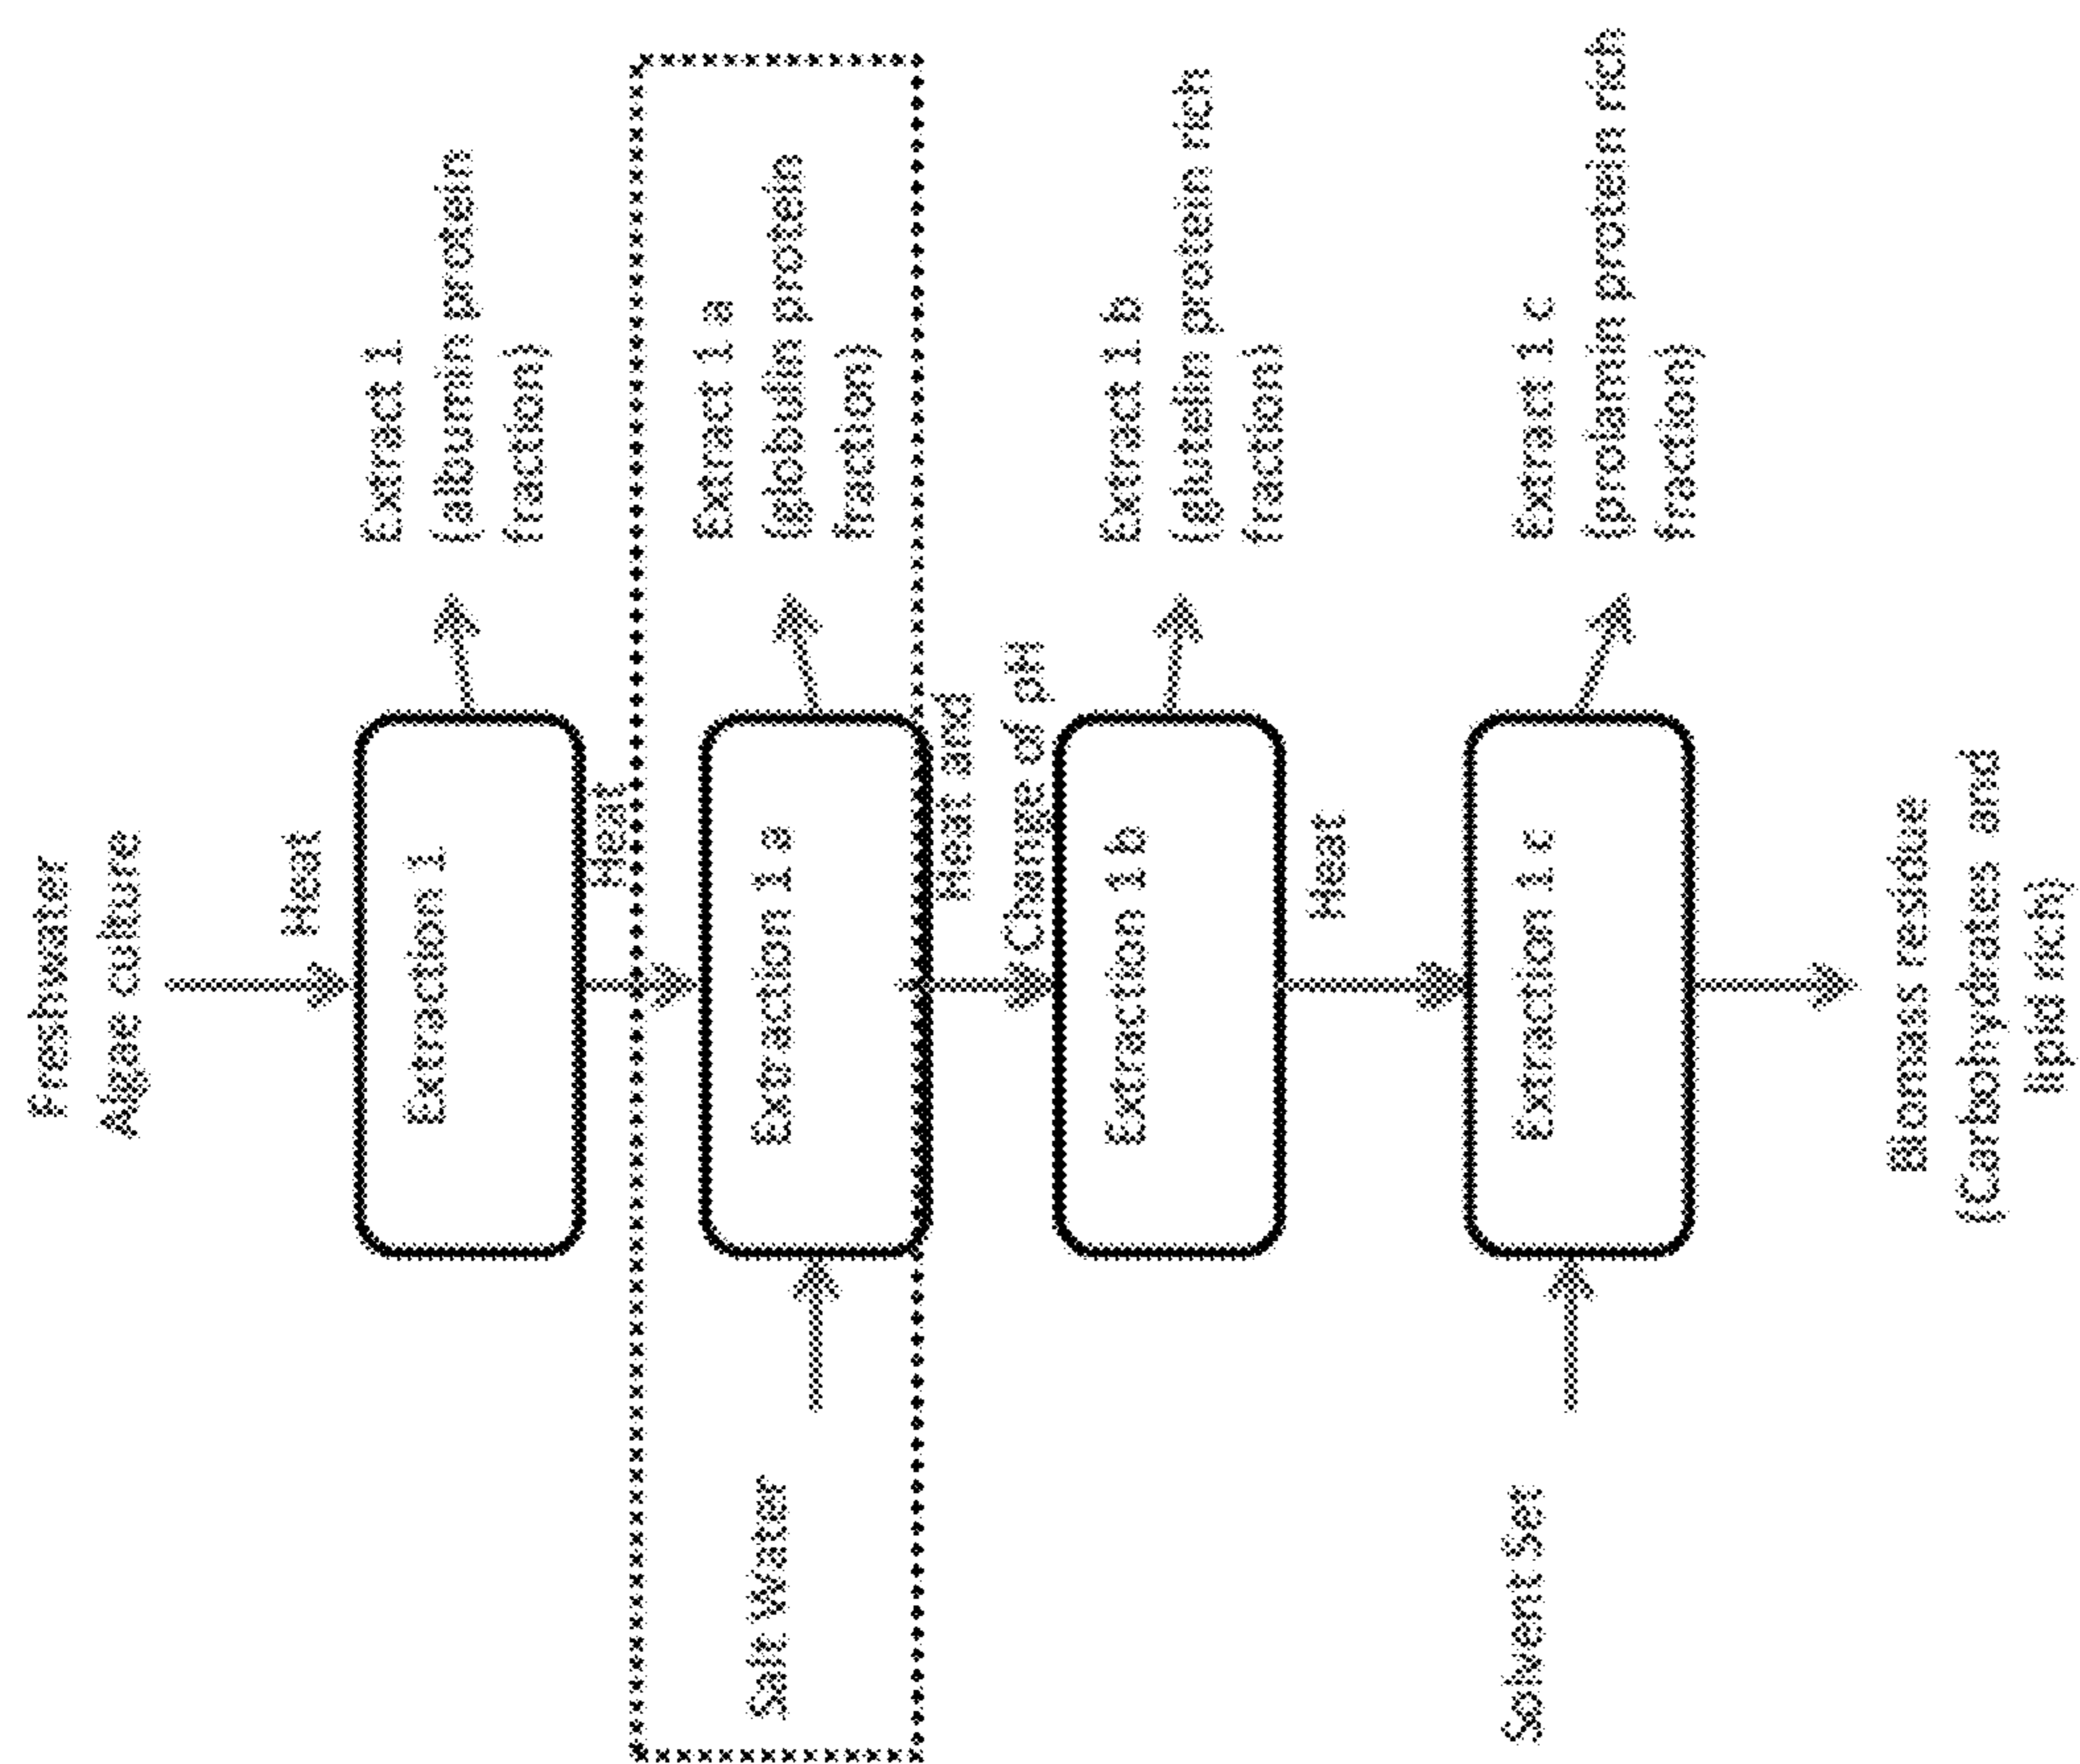 Freshwater
Algae culture
Heat
Extraction 1
Extract 1
(albumin protein
fraction)
Heat
Salt Water
Extraction 1 a
Extract 1 a
(globulin protein
fraction)
Heat and
Change of pH
Extraction 1 b
Extract 1 b
(glutelin protein rich
fraction)
Heat
Solvent Set
Extraction 1 c
Extract 1 c
(prolamin protein rich
fraction)
Biomass residue
(Carbohydrates and
lipid rich)